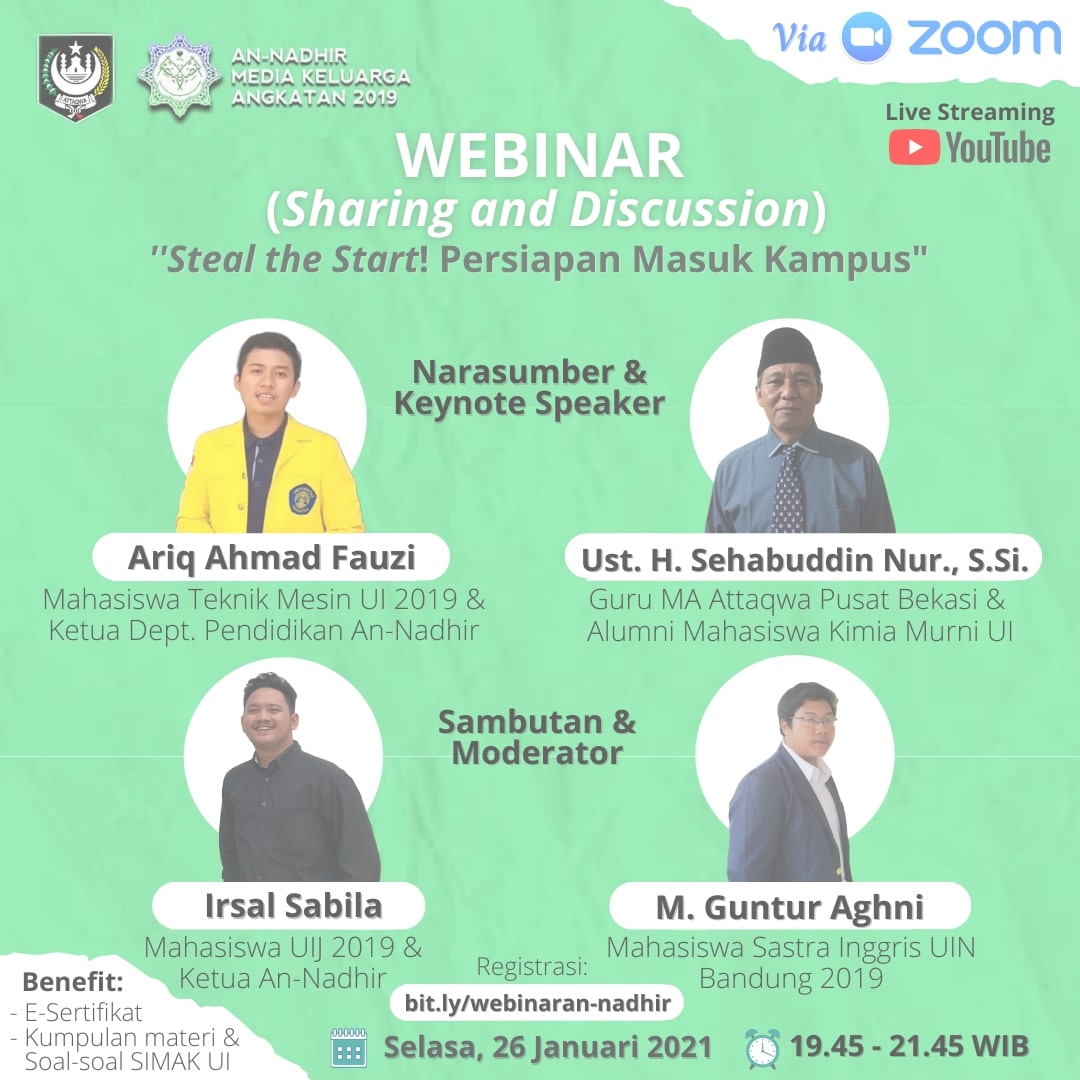 ATTAQWA
AN-NADHIR
MEDIA KELUARGA
ANGKATAN 2019
Via zoom
Live Streaming
YouTube
WEBINAR
(Sharing and Discussion)
''Steal the Start! Persiapan Masuk Kampus"
Narasumber &
Keynote Speaker
Ariq Ahmad Fauzi
Mahasiswa Teknik Mesin UI 2019 &
Ketua Dept. Pendidikan An-Nadhir
Ust. H. Sehabuddin Nur., S.Si.
Guru MA Attaqwa Pusat Bekasi &
Alumni Mahasiswa Kimia Murni UI
Sambutan &
Moderator
Irsal Sabila
Mahasiswa UIJ 2019 &
Ketua An-Nadhir
M. Guntur Aghni
Mahasiswa Sastra Inggris UIN
Bandung 2019
Benefit:
- E-Sertifikat
- Kumpulan materi &
Soal-soal SIMAK UI
Registrasi:
bit.ly/webinaran-nadhir
Selasa, 26 Januari 2021
19.45 - 21.45 WIB